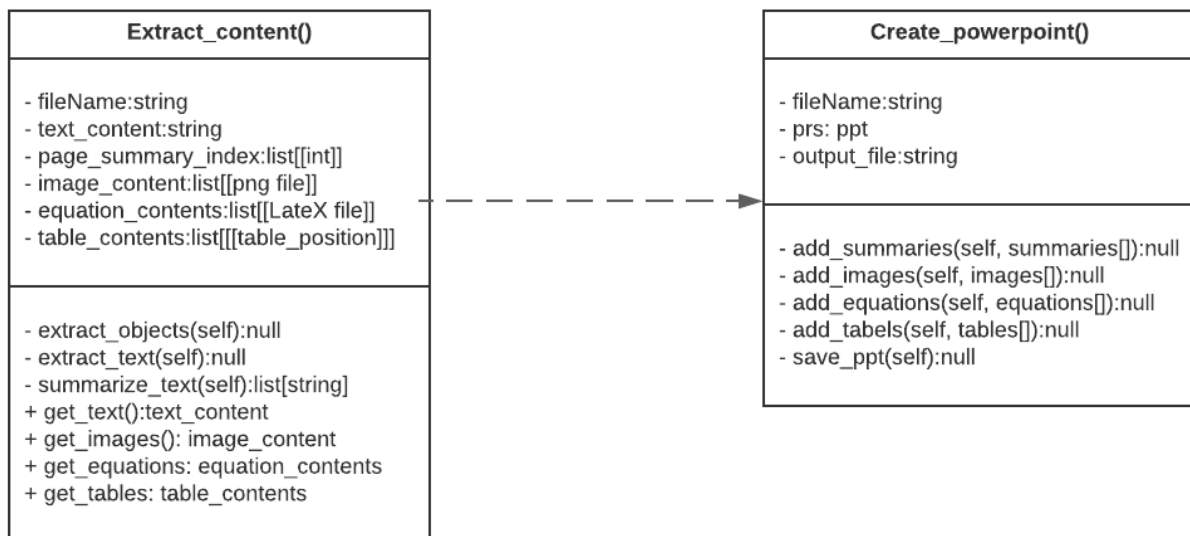 Extract_content()
- fileName:string
- text_content:string
- page_summary_index:list[[int]]
- image_content:list[[png file]]
- equation_contents:list[[LateX file]]
- table_contents:list[[[table_position]]]
- extract_objects(self):null
- extract_text(self):null
- summarize_text(self):list[string]
+ get_text():text_content
+ get_images(): image_content
+ get_equations: equation_contents
+ get_tables: table_contents
Create_powerpoint()
- fileName:string
- prs: ppt
- output_file:string
- add_summaries(self, summaries[]):null
- add_images(self, images[]):null
- add_equations(self, equations[]):null
- add_tabels(self, tables[]):null
- save_ppt(self):null